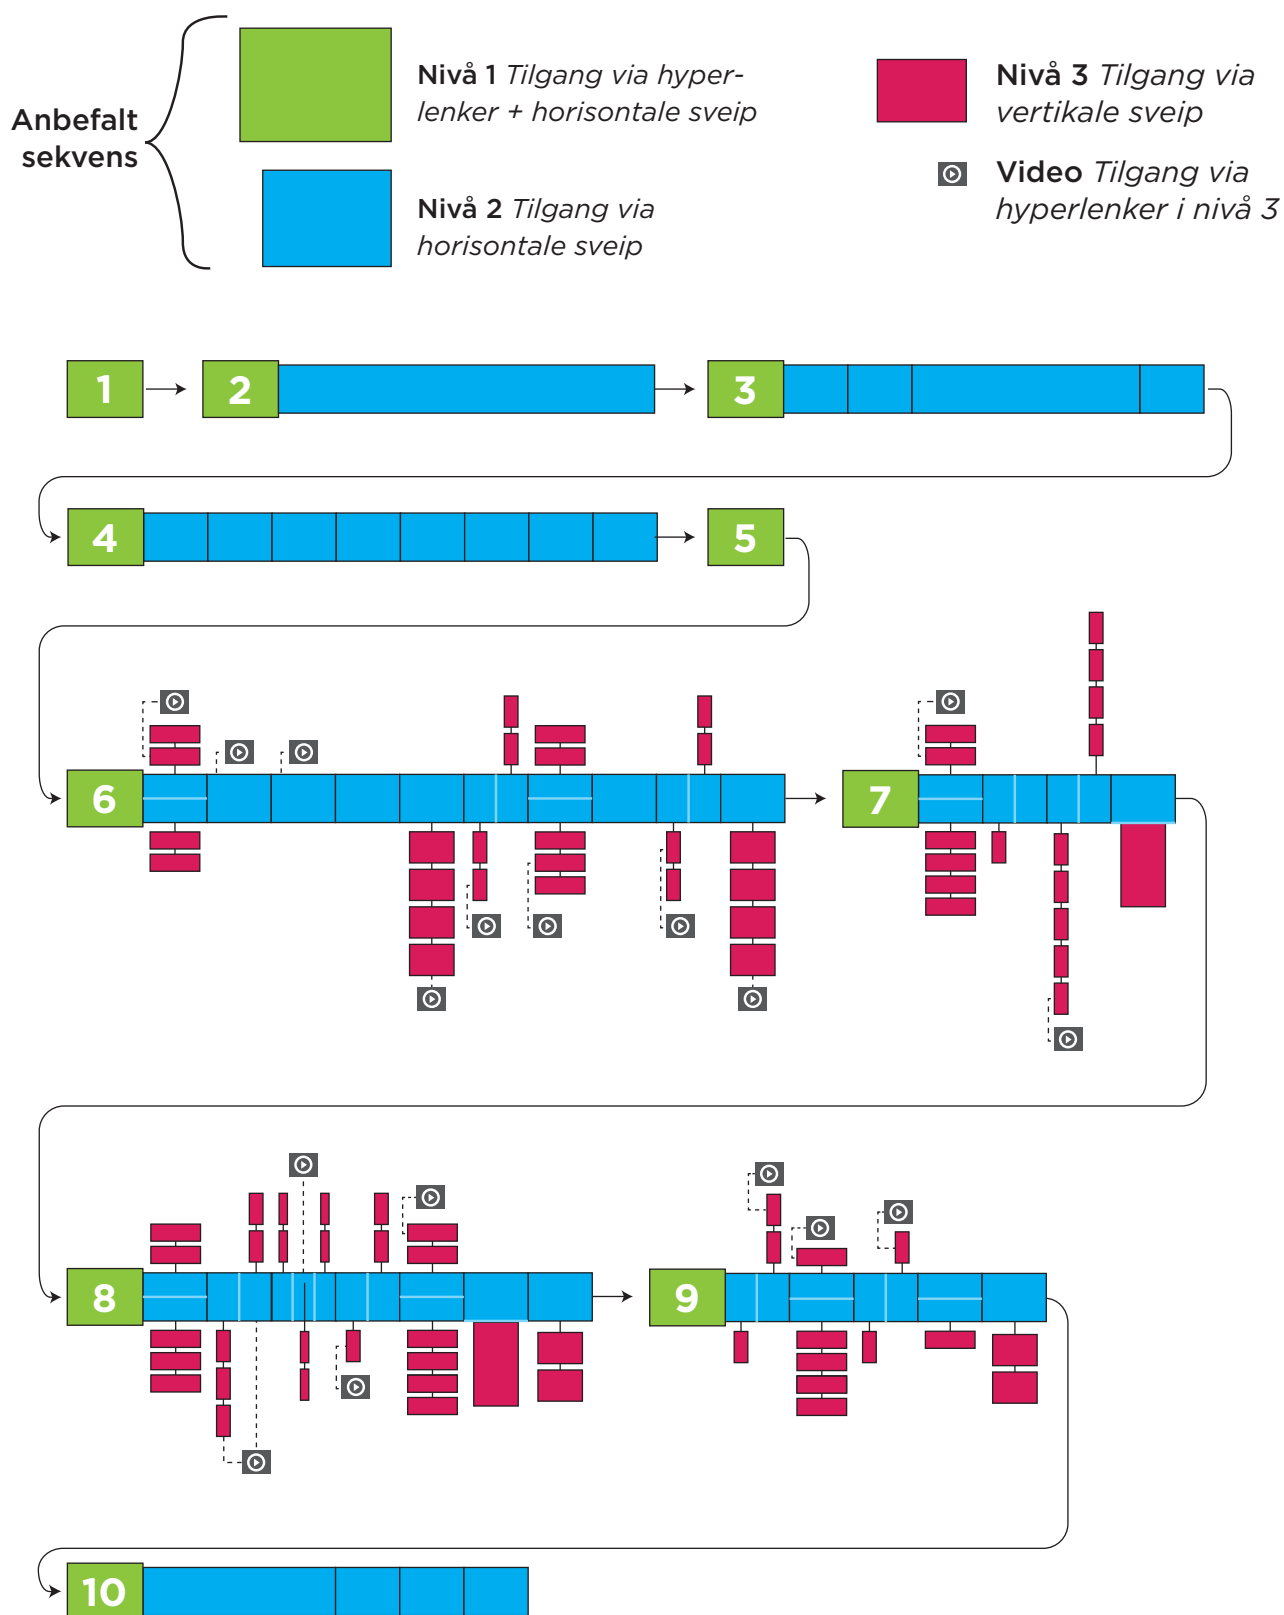 Anbefalt
sekvens
Nivå 1 Tilgang via hyper-
lenker + horisontale sveip
Nivå 2 Tilgang via
horisontale sveip
Nivå 3 Tilgang via
vertikale sveip
Video Tilgang via
hyperlenker i nivå 3
1
2
3
4
5
6
7
8
9
10